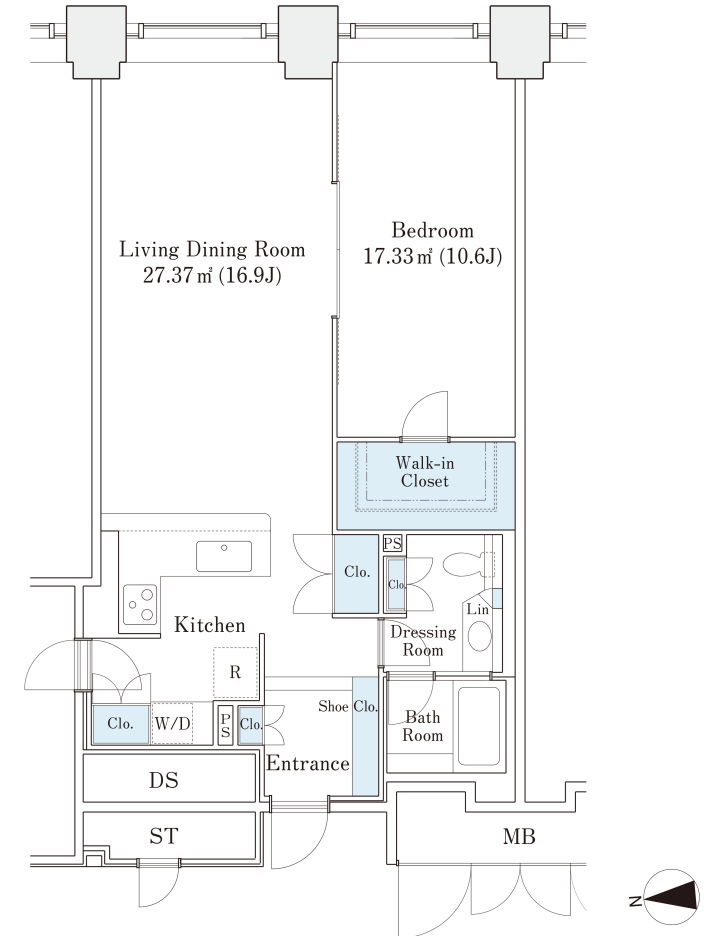 Living Dining Room
27.37㎡ (16.9J)
Bedroom
17.33㎡ (10.6J)
Walk-in
Closet
PS
Clo.
Clo.
Lin
Dressing
Room
Kitchen
R
Clo.
W/D
P
S
Clo.
Shoe Clo.
Bath
Room
Entrance
DS
ST
MB
N